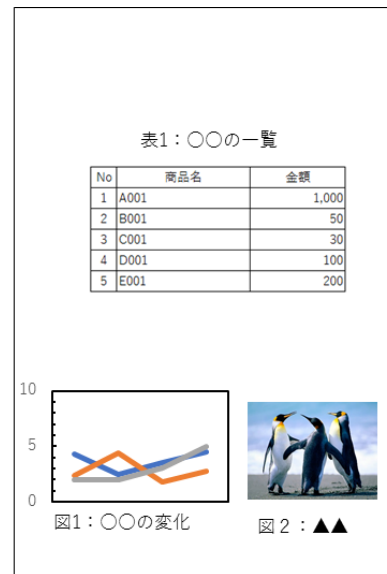 表1：〇〇の一覧
No 商品名 金額
1 A001 1,000
2 B001 50
3 C001 30
4 D001 100
5 E001 200
10
5
0
図1：〇〇の変化
図２：▲▲